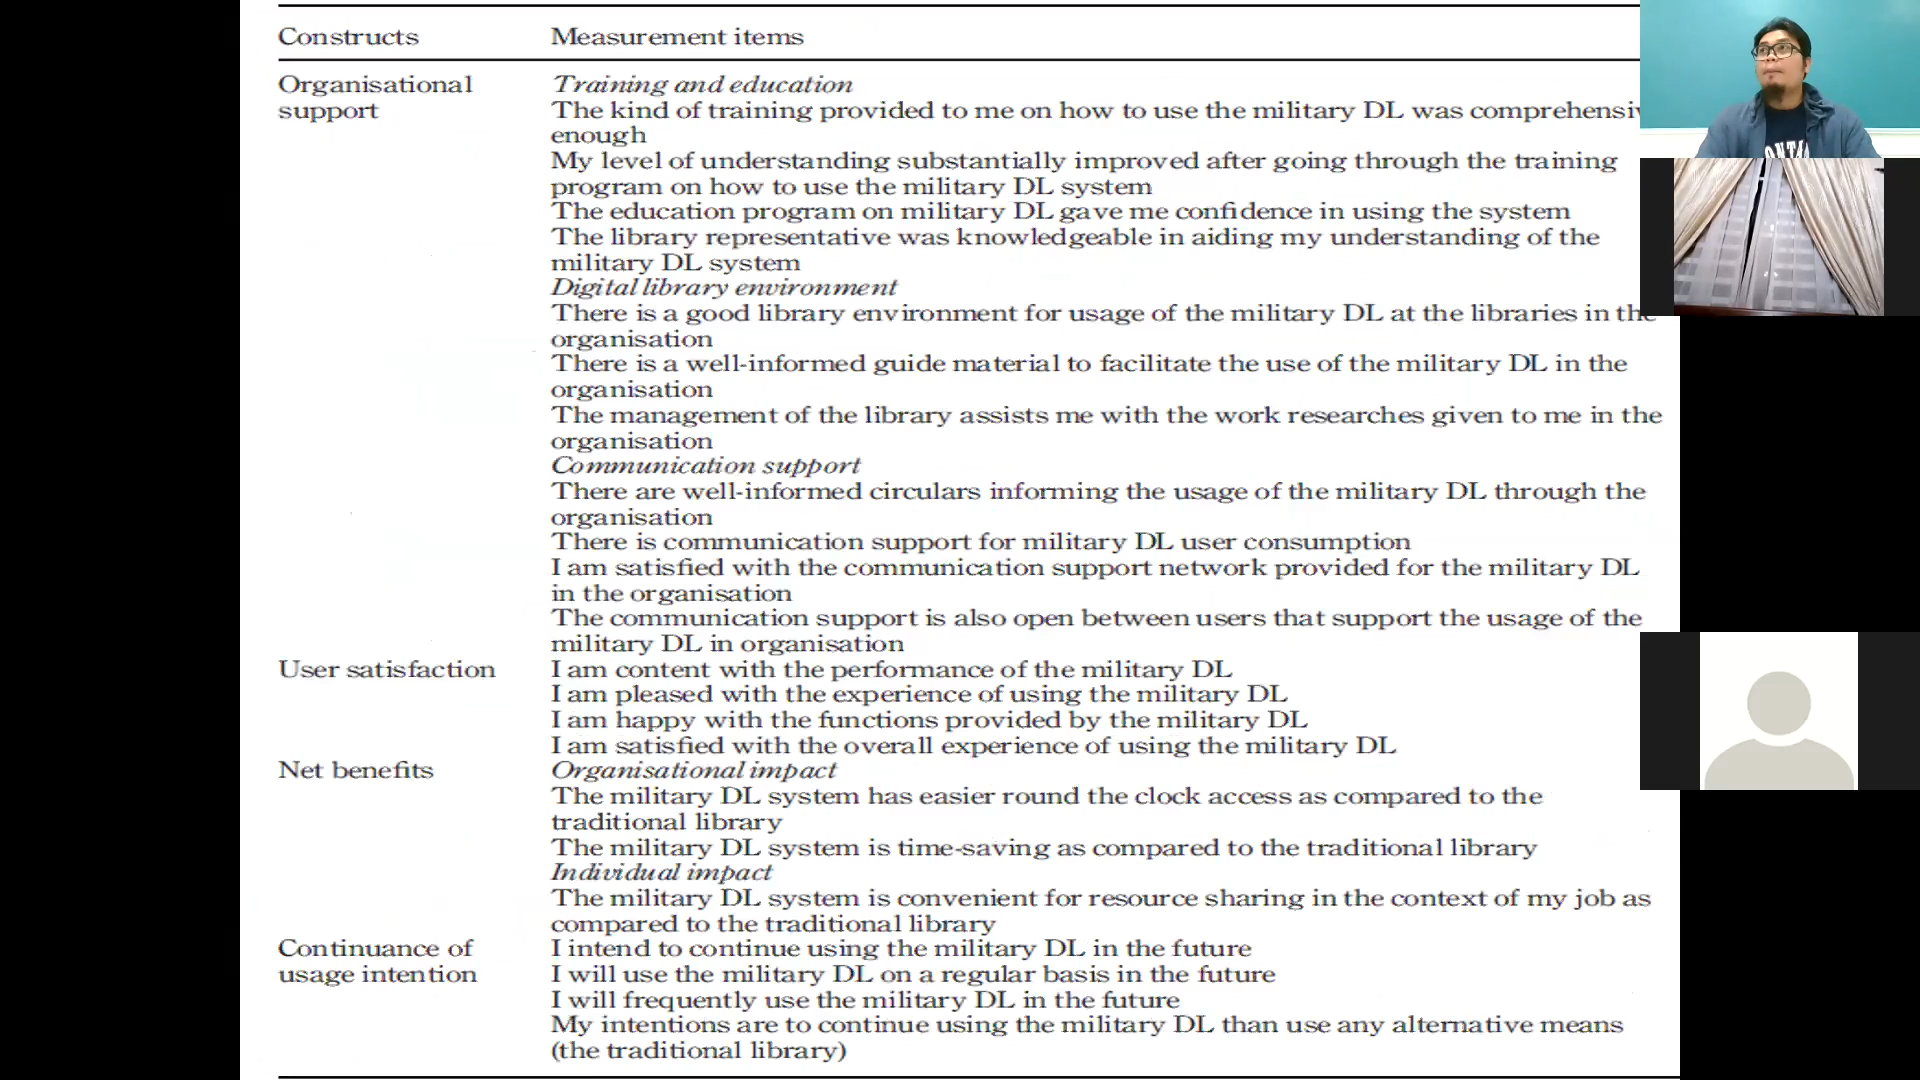 Constructs Measurement items
Organisational Training and education
support The kind of training provided to me on how to use the military DL was
enough
My level of understanding substantially improved after going through the training
program on how to use the military DL system
The education program on military DL gave me confidence in using the system
The library representative was knowledgeable in aiding my understanding of the
military DL system
Digital library environment
There is a good library environment for usage of the military DL at the libraries in the
organisation
There is a well-informed guide material to facilitate the use of the military DL in the
organisation
The management of the library assists me with the work researches given to me in the
organisation
Communication support
There are well-informed circulars informing the usage of the military DL through the
organisation
There is communication support for military DL user consumption
I am satisfied with the communication support network provided for the military DL
in the organisation
The communication support is also open between users that support the usage of the
military DL in organisation
User satisfaction I am content with the performance of the military DL
I am pleased with the experience of using the military DL
I am happy with the functions provided by the military DL
I am satisfied with the overall experience of using the military DL
Net benefits Organisational impact
The military DL system has easier round the clock access as compared to the
traditional library
The military DL system is time-saving as compared to the traditional library
Individual impact
The military DL system is convenient for resource sharing in the context of my job as
compared to the traditional library
Continuance of I intend to continue using the military DL in the future
usage intention I will use the military DL on a regular basis in the future
I will frequently use the military DL in the future
My intentions are to continue using the military DL than use any alternative means
(the traditional library)